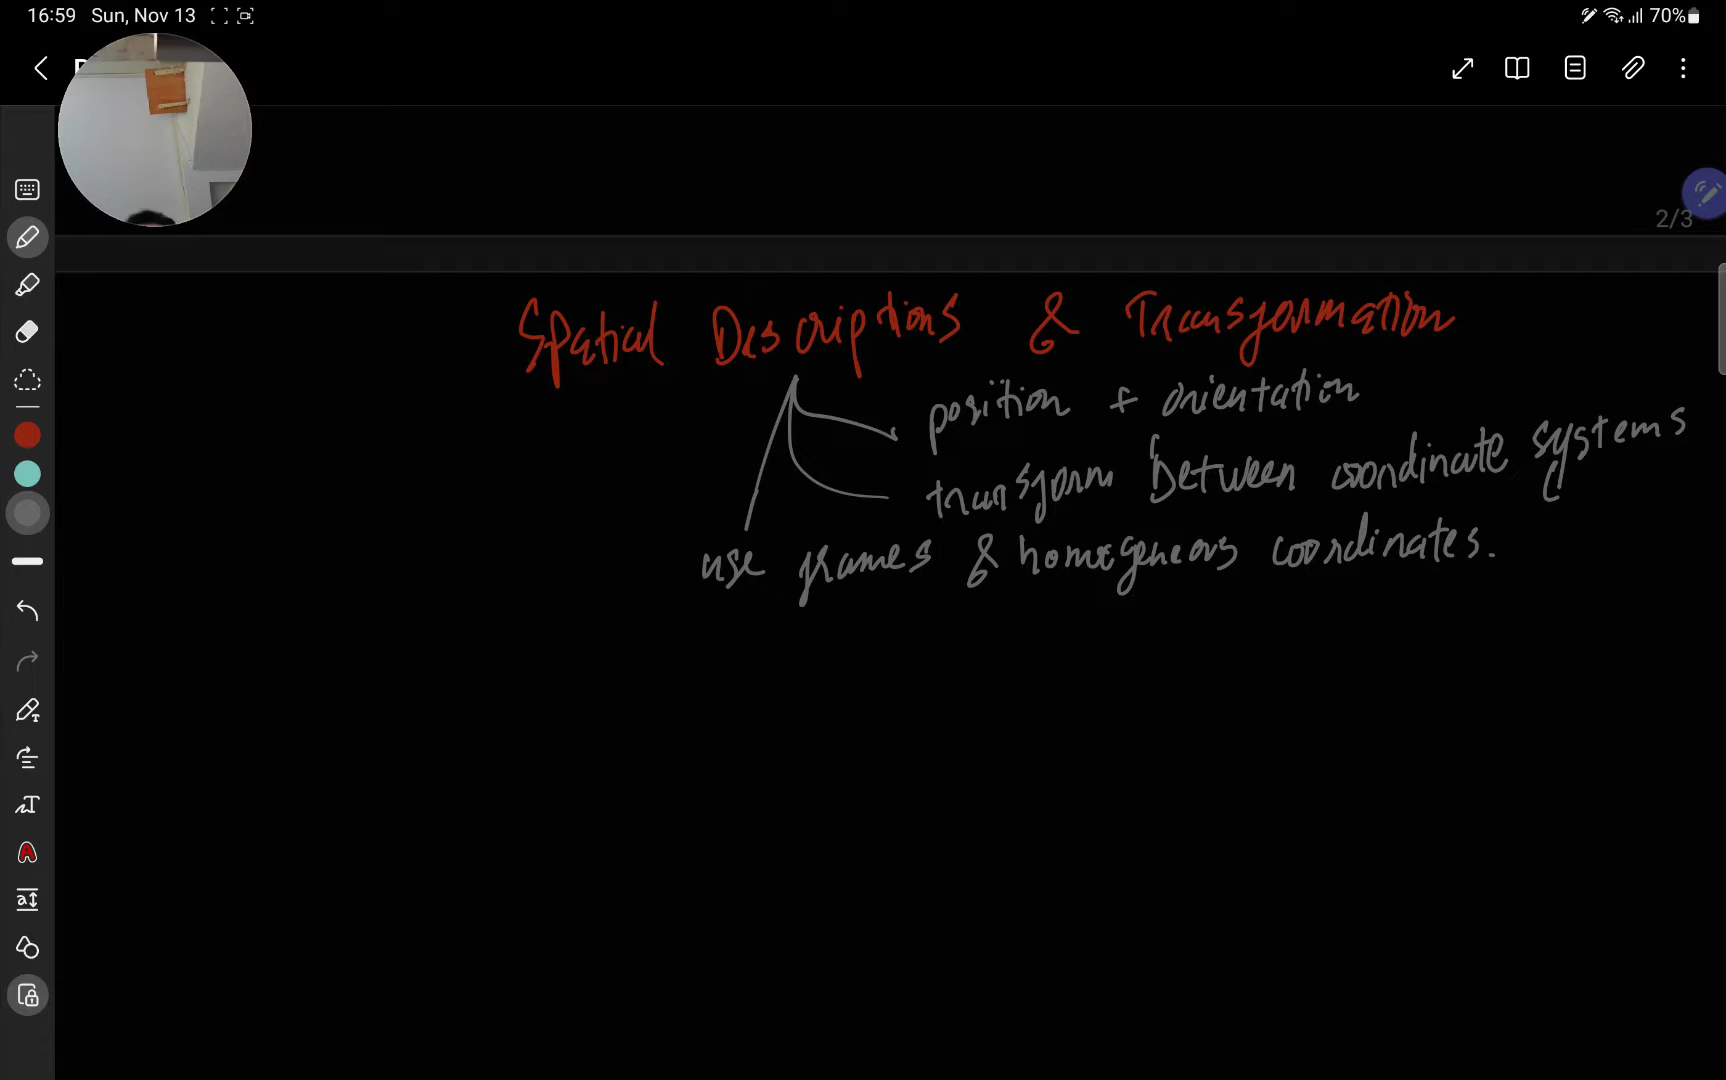 16:59 Sun, Nov 13 70%
2/3
Spatial Descriptions & Transformation
position + orientation
transform between coordinate systems
use frames & homogeneous coordinates.